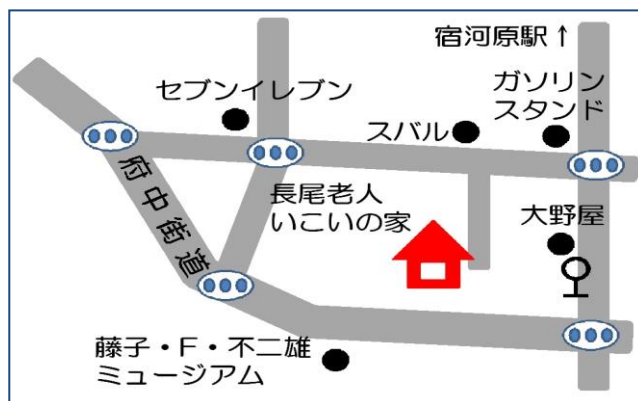 宿河原駅↑
セブンイレブン
ガソリン
スタンド
スバル
府中街道
長尾老人
いこいの家
大野屋
藤子・F・不二雄
ミュージアム